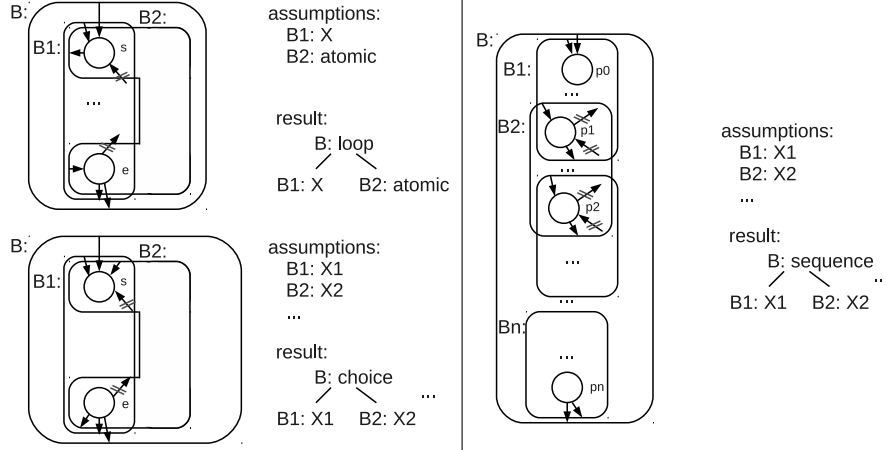 B:
B2:
B1:
s
...
e
assumptions:
B1: X
B2: atomic
result:
B: loop
B1: X B2: atomic
B:
B2:
B1:
s
e
assumptions:
B1: X1
B2: X2
...
result:
B: choice
...
B1: X1 B2: X2
B:
B1:
p0
...
B2:
p1
...
p2
...
...
Bn:
...
pn
assumptions:
B1: X1
B2: X2
...
result:
B: sequence
...
B1: X1 B2: X2